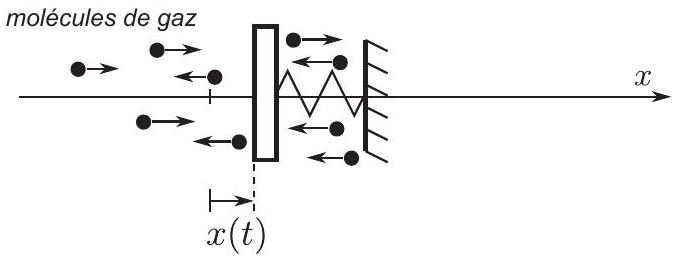 molécules de gaz
x
x(t)